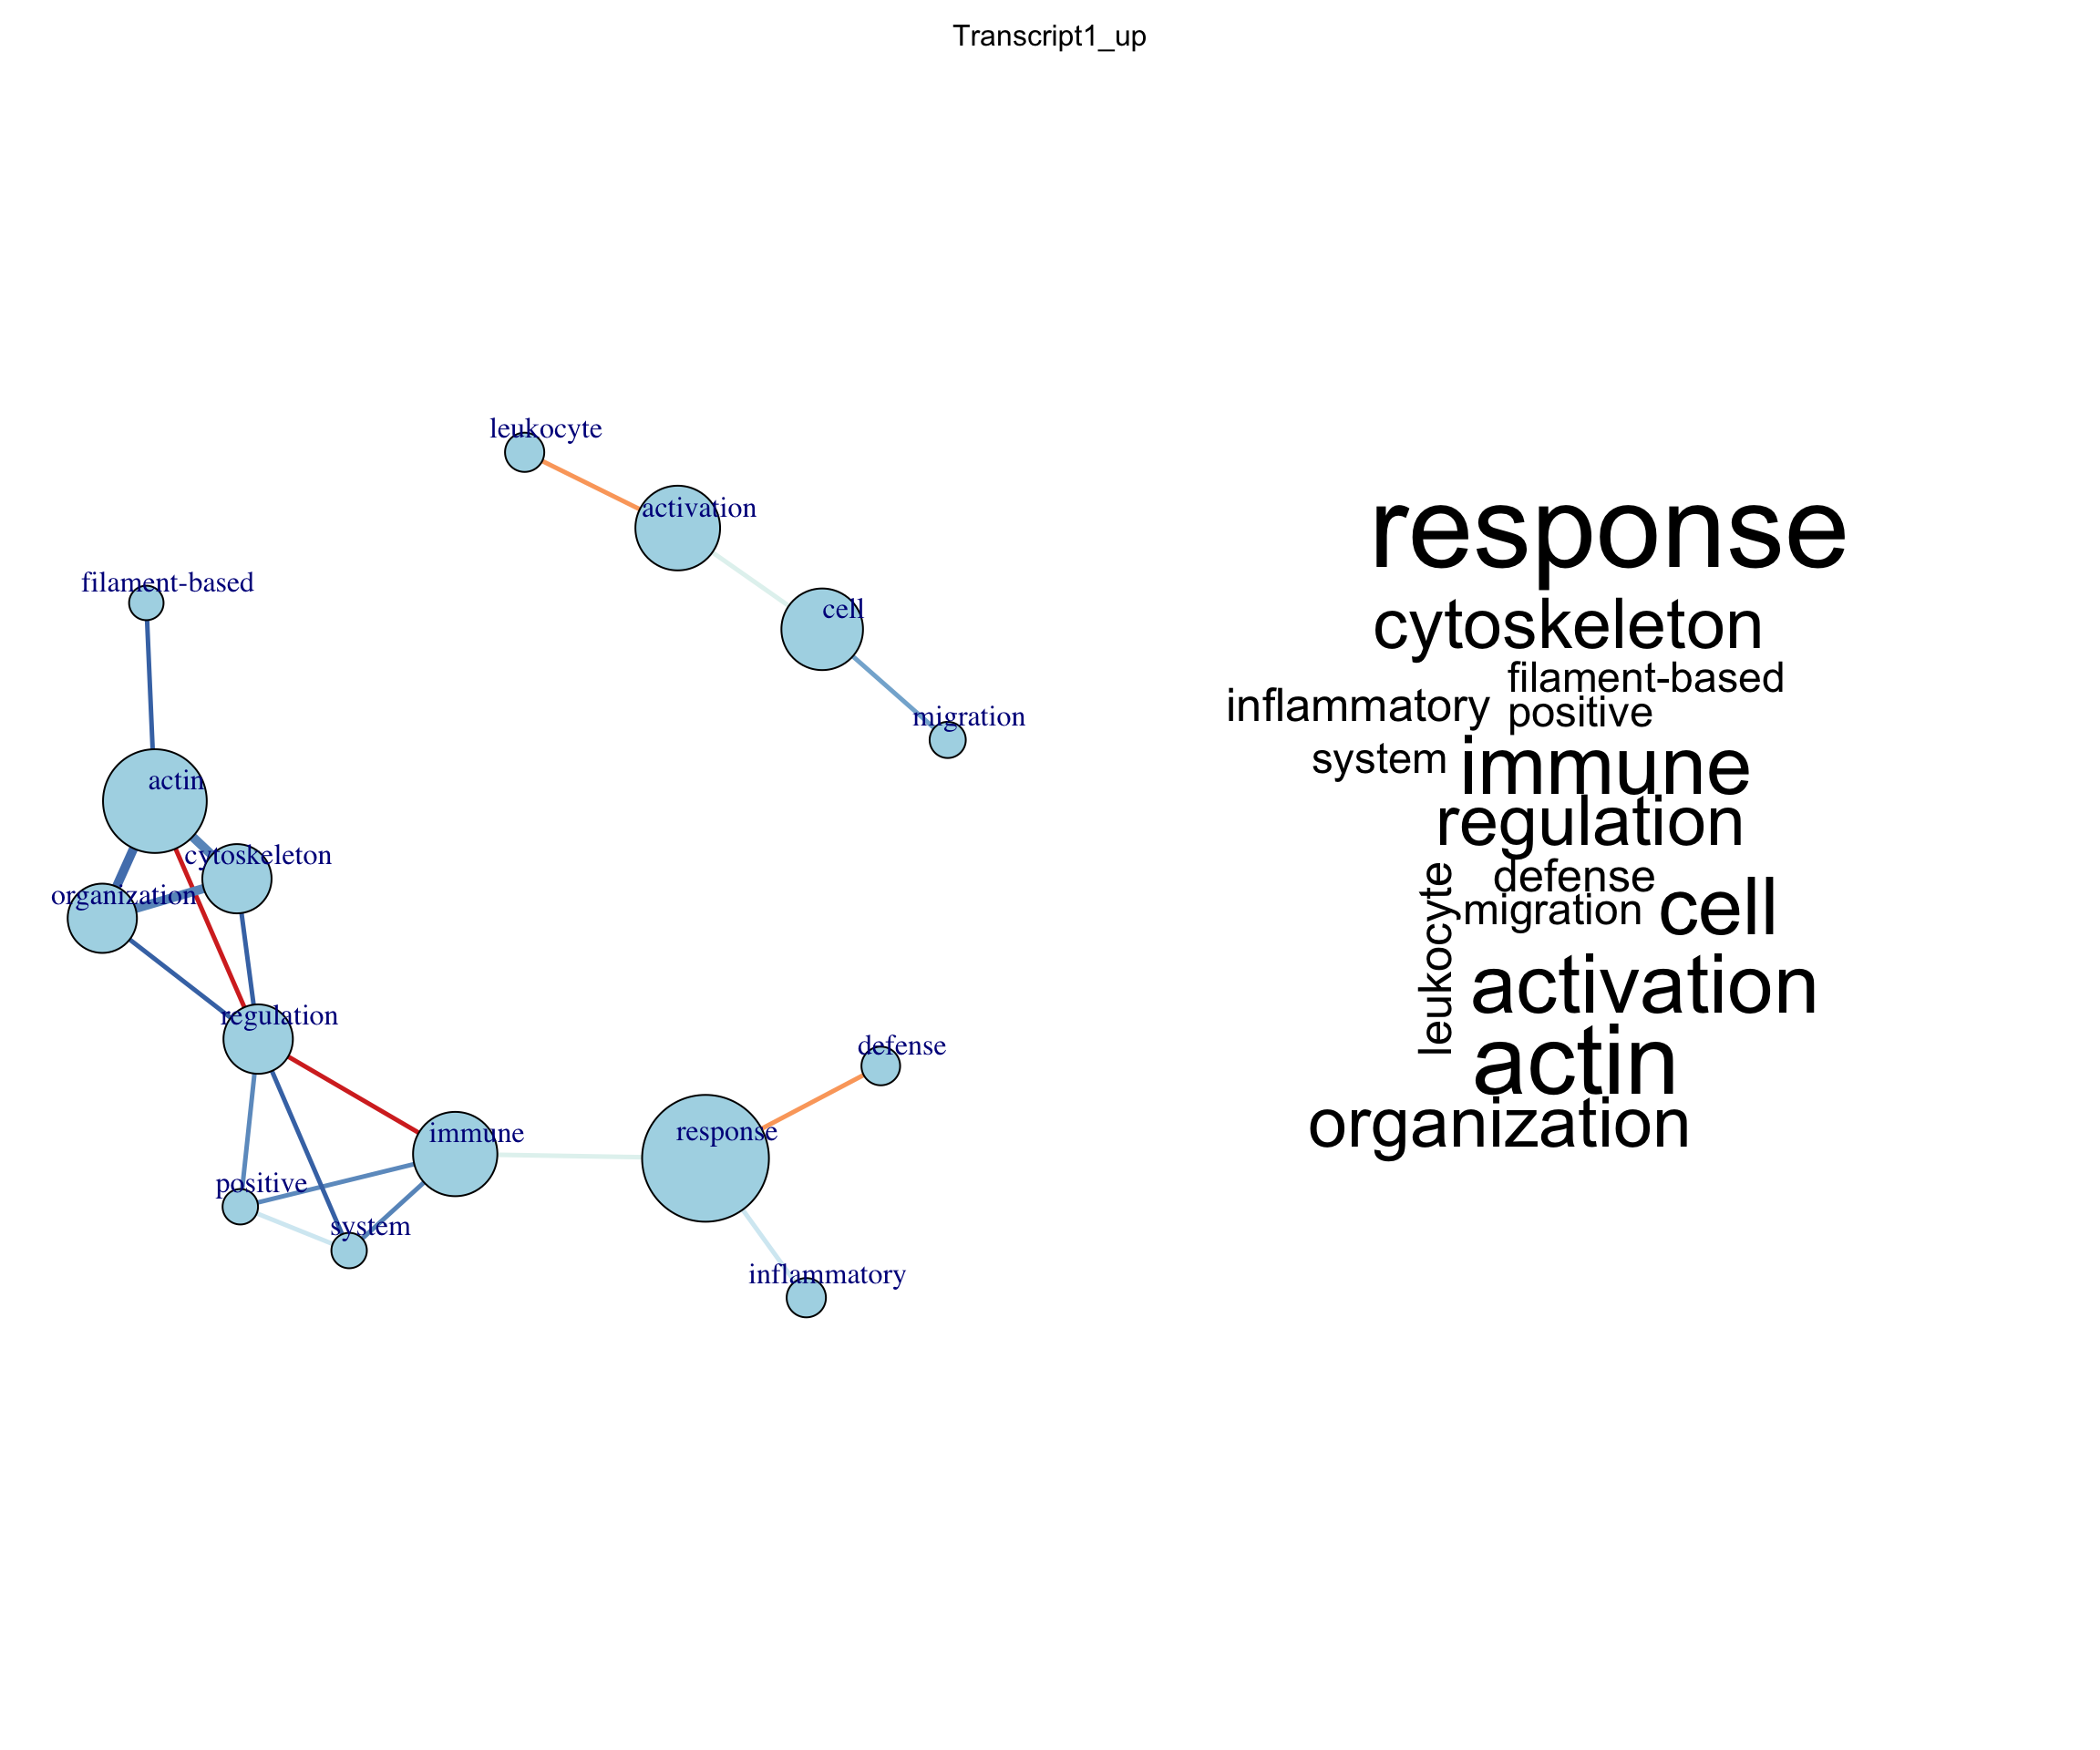 Transcript1_up
leukocyte
activation
filament-based
cell
migration
actin
cytoskeleton
organization
regulation
defense
immune
response
positive
system
inflammatory
response
cytoskeleton
filament-based
inflammatory
positive
system
immune
regulation
defense
leukocyte
migration
cell
activation
actin
organization